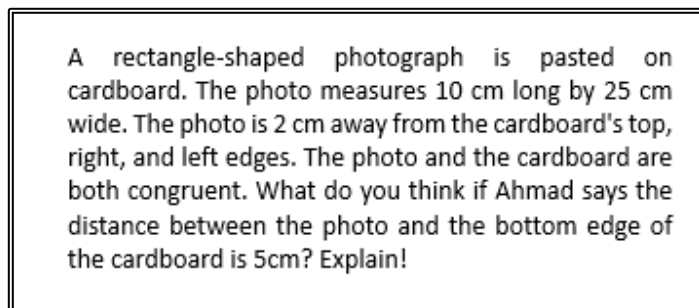 A rectangle-shaped photograph is pasted on
cardboard. The photo measures 10 cm long by 25 cm
wide. The photo is 2 cm away from the cardboard's top,
right, and left edges. The photo and the cardboard are
both congruent. What do you think if Ahmad says the
distance between the photo and the bottom edge of
the cardboard is 5cm? Explain!